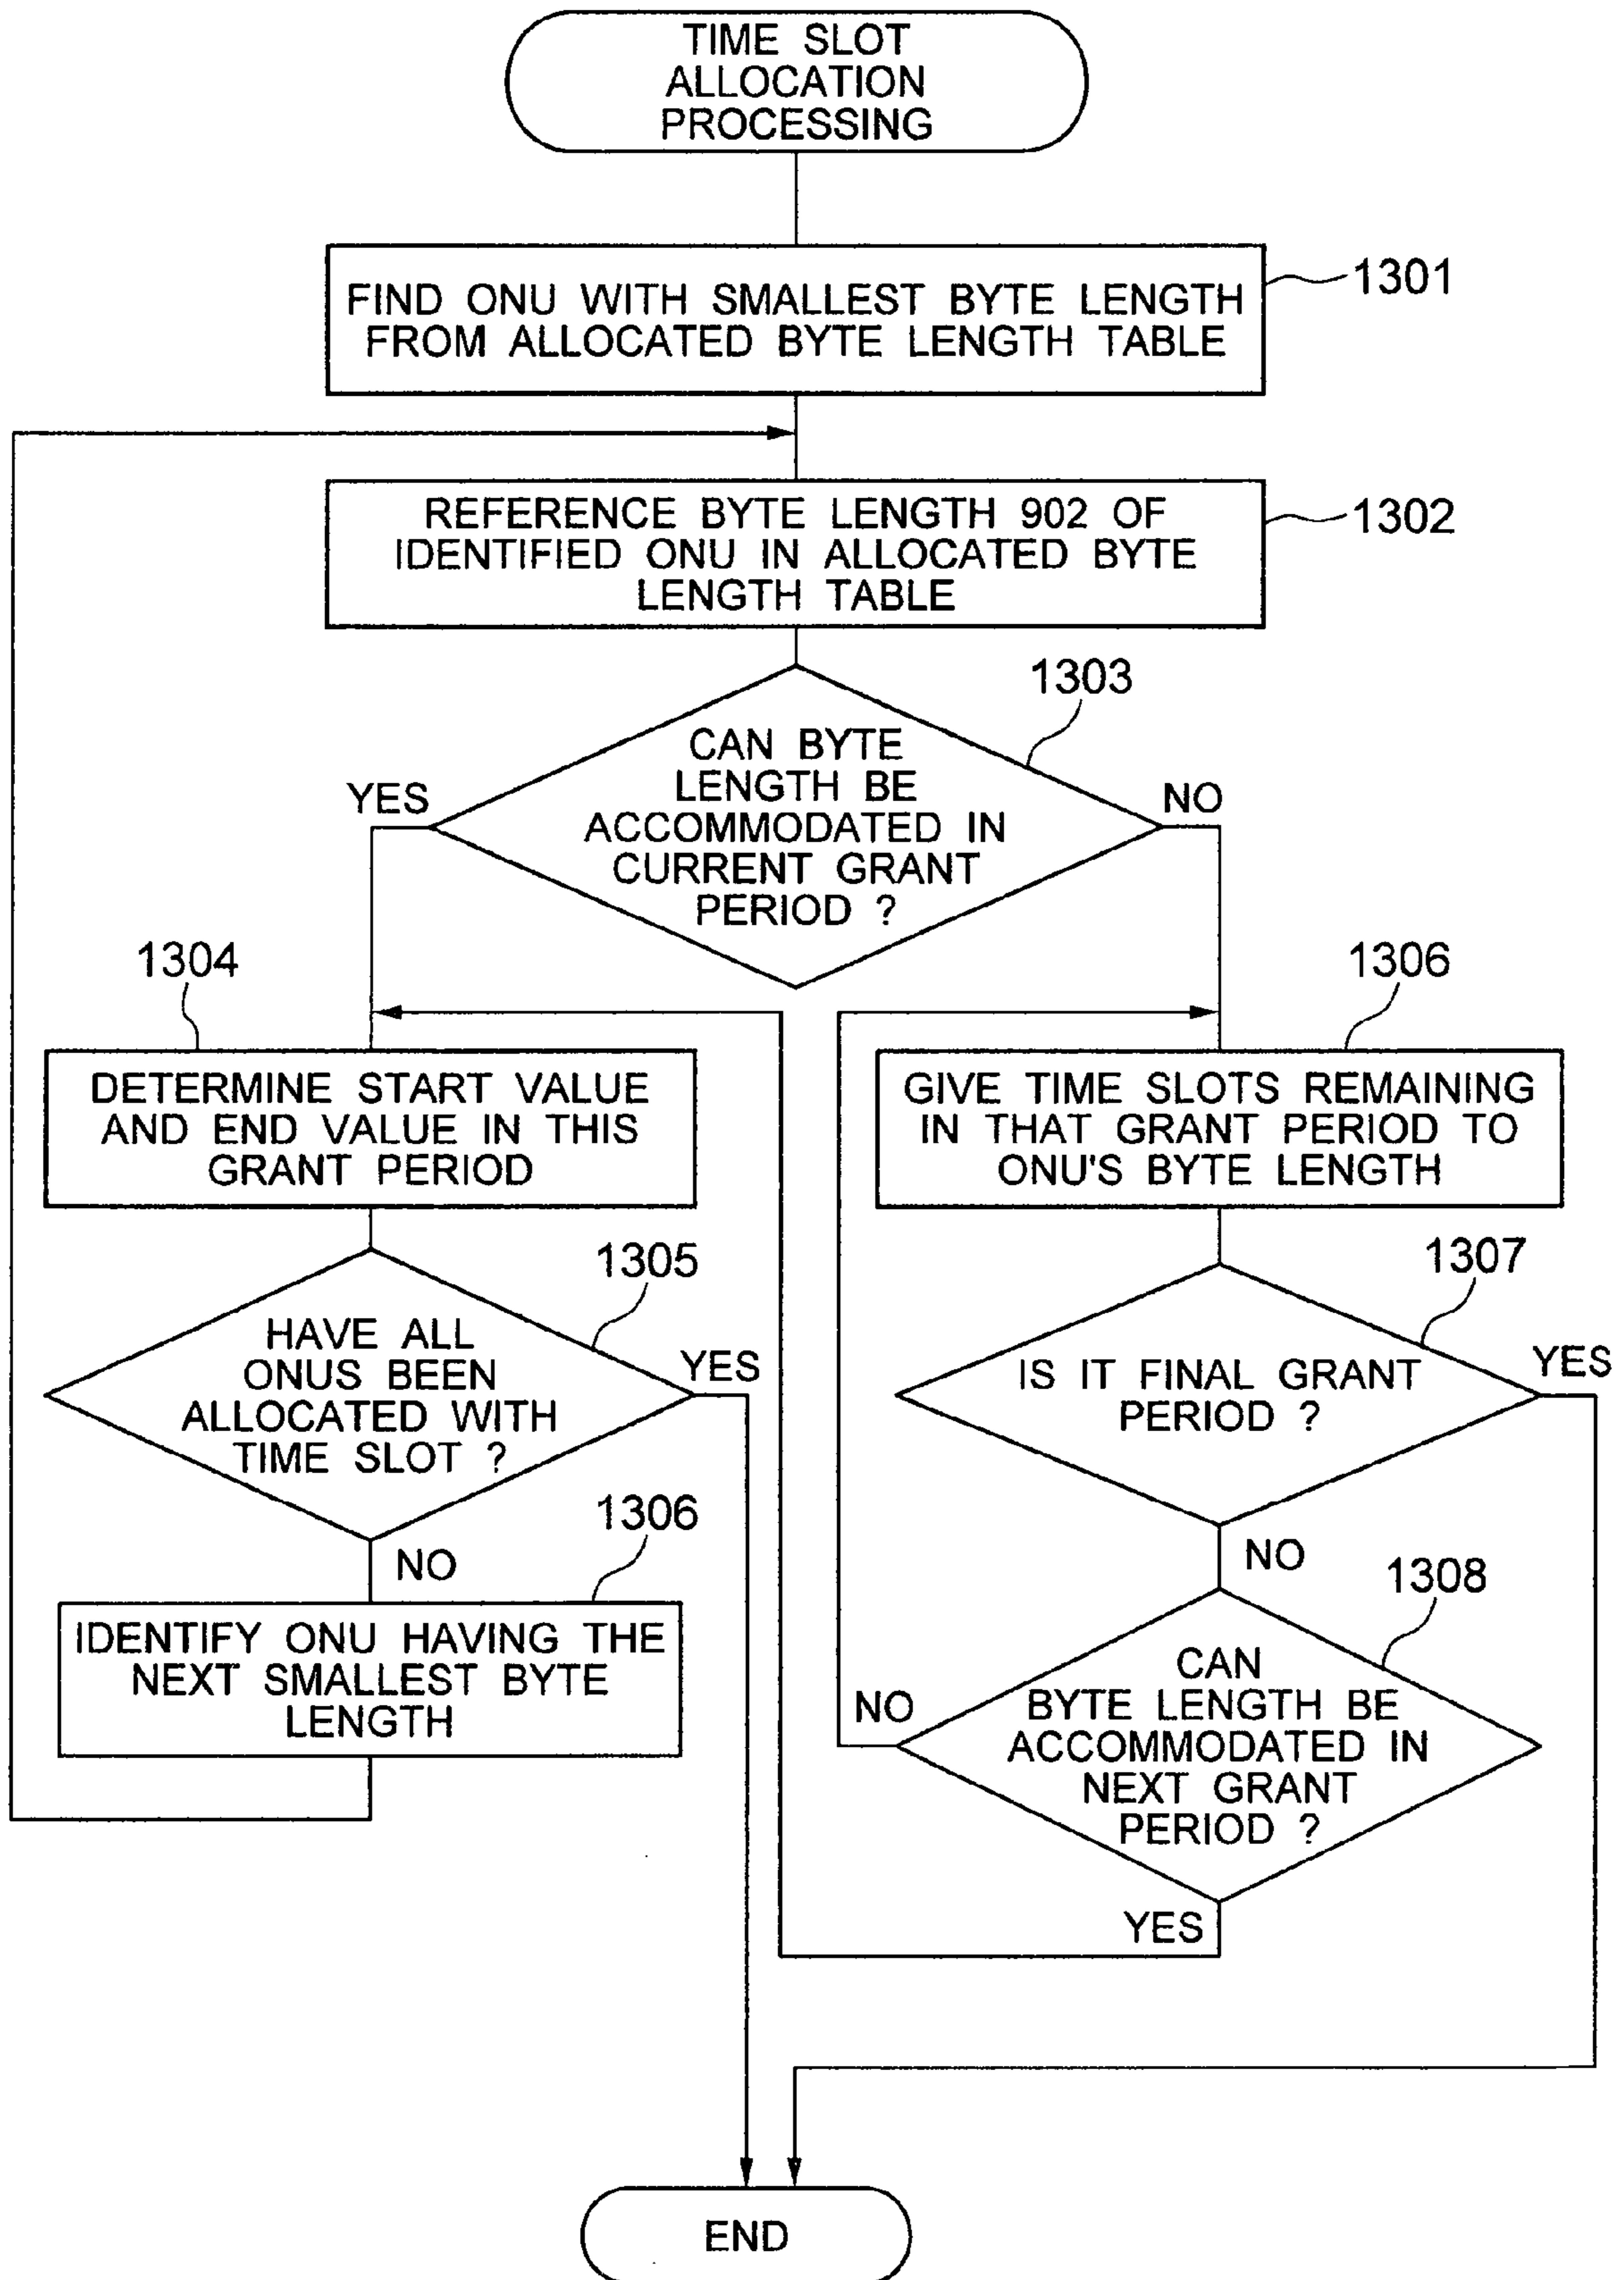 TIME SLOT
ALLOCATION
PROCESSING
1301
FIND ONU WITH SMALLEST BYTE LENGTH
FROM ALLOCATED BYTE LENGTH TABLE
1302
REFERENCE BYTE LENGTH 902 OF
IDENTIFIED ONU IN ALLOCATED BYTE
LENGTH TABLE
1303
CAN BYTE
LENGTH BE
ACCOMMODATED IN
CURRENT GRANT
PERIOD ?
YES
NO
1304
DETERMINE START VALUE
AND END VALUE IN THIS
GRANT PERIOD
1305
HAVE ALL
ONUS BEEN
ALLOCATED WITH
TIME SLOT ?
YES
NO
1306
IDENTIFY ONU HAVING THE
NEXT SMALLEST BYTE
LENGTH
1306
GIVE TIME SLOTS REMAINING
IN THAT GRANT PERIOD TO
ONU'S BYTE LENGTH
1307
IS IT FINAL GRANT
PERIOD ?
YES
NO
1308
CAN
BYTE LENGTH BE
ACCOMMODATED IN
NEXT GRANT
PERIOD ?
NO
YES
END